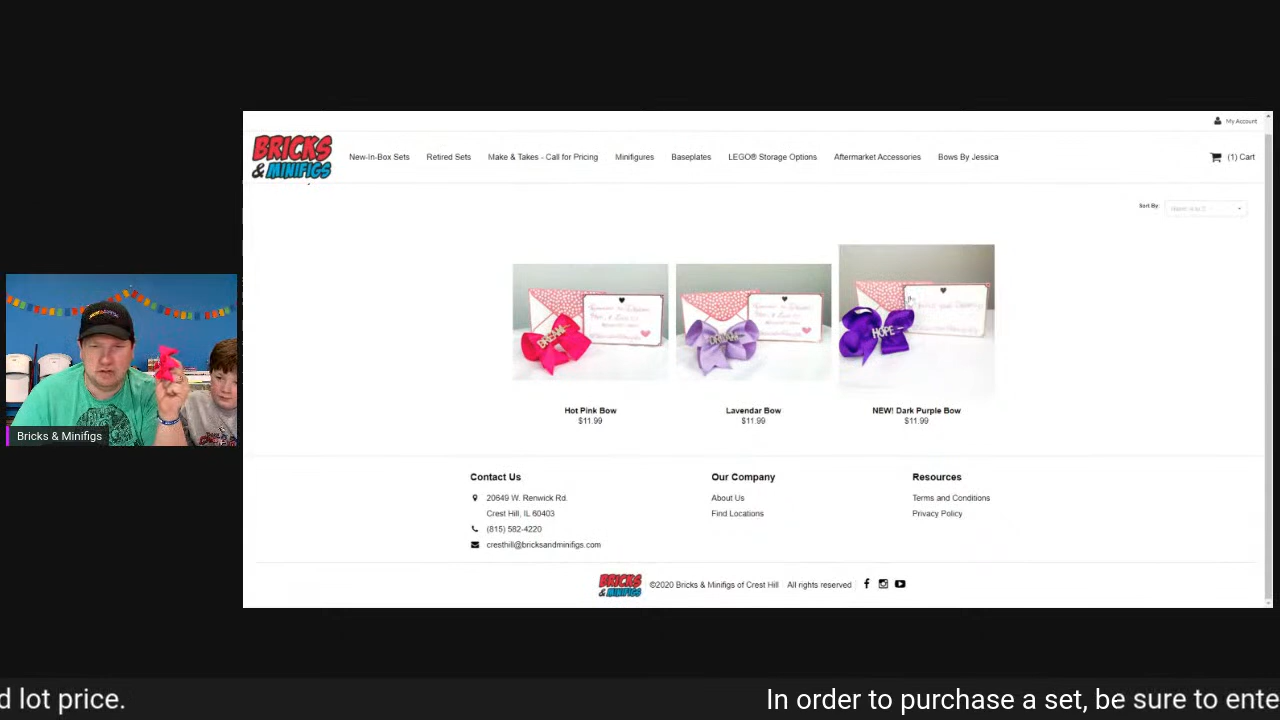 My Account
BRICKS & MINIFIGS
New-In-Box Sets
Retired Sets
Make & Takes - Call for Pricing
Minifigures
Baseplates
LEGO® Storage Options
Aftermarket Accessories
Bows By Jessica
(1) Cart
Sort By:
DREAM
DREAM
HOPE
Hot Pink Bow
$11.99
Lavendar Bow
$11.99
NEW! Dark Purple Bow
$11.99
Bricks & Minifigs
Contact Us
20649 W. Renwick Rd.
Crest Hill, IL 60403
(815) 582-4220
cresthill@bricksandminifigs.com
Our Company
About Us
Find Locations
Resources
Terms and Conditions
Privacy Policy
BRICKS & MINIFIGS
©2020 Bricks & Minifigs of Crest Hill All rights reserved
d lot price.
In order to purchase a set, be sure to ente